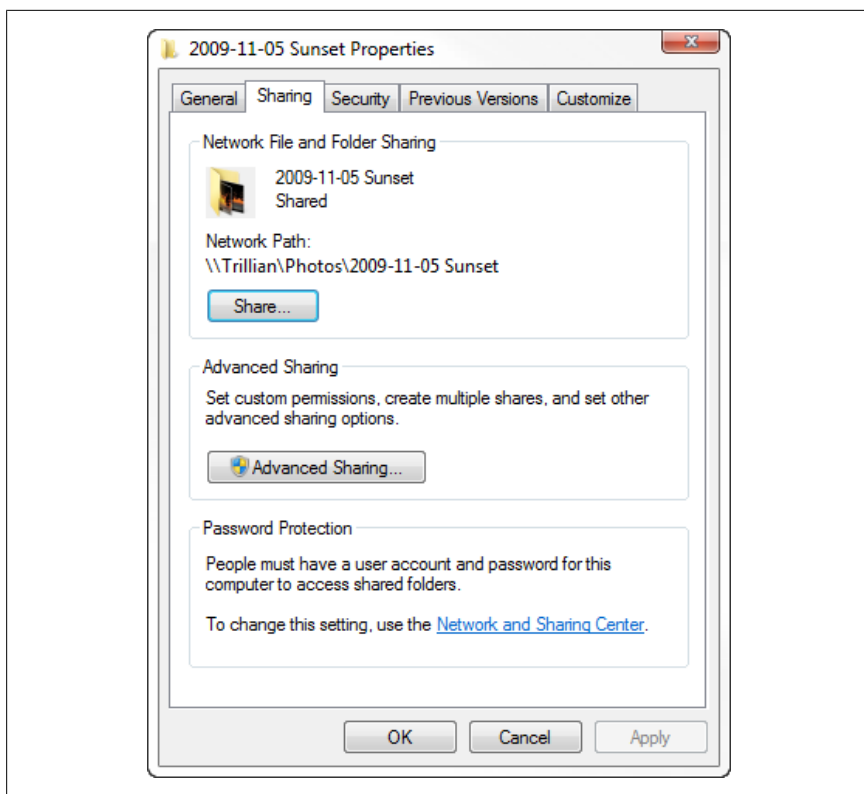 2009-11-05 Sunset Properties
General Sharing Security Previous Versions Customize
Network File and Folder Sharing
2009-11-05 Sunset
Shared
Network Path:
\\Trillian\Photos\2009-11-05 Sunset
Share...
Advanced Sharing
Set custom permissions, create multiple shares, and set other
advanced sharing options.
Advanced Sharing...
Password Protection
People must have a user account and password for this
computer to access shared folders.
To change this setting, use the Network and Sharing Center.
OK Cancel Apply